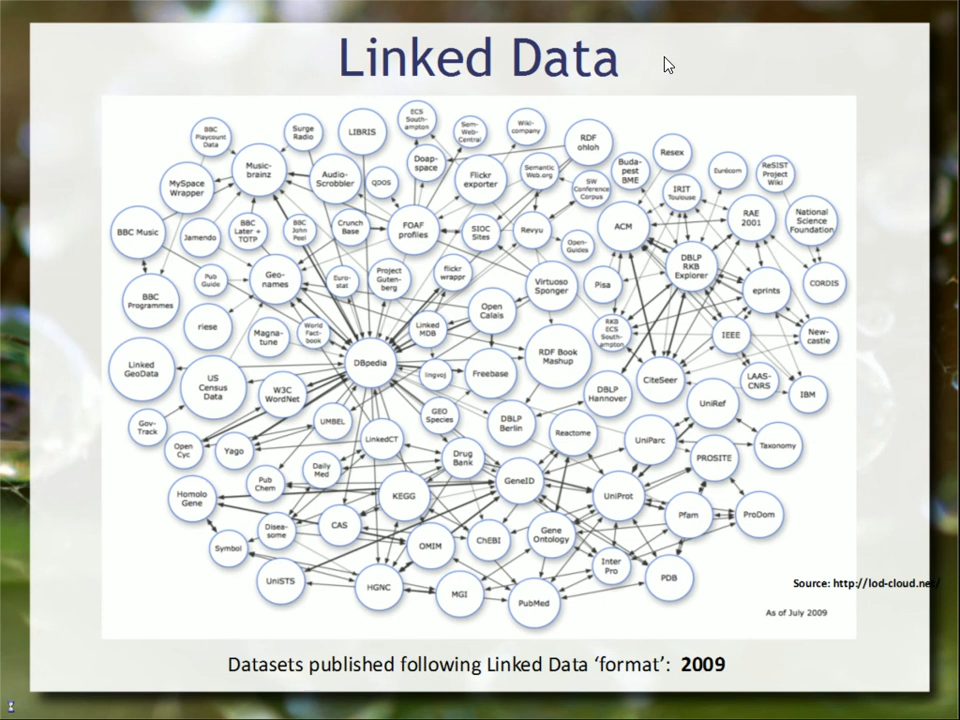 Linked Data
BBC
Playcount
Data
Surge
Radio
LIBRIS
ECS
South-
ampton
Sem-
Web-
Central
Wiki-
company
RDF
ohloh
Resex
Music-
brainz
Doap-
space
Semantic
Web.org
Buda-
pest
BME
Eurécom
ReSIST
Project
Wiki
MySpace
Wrapper
Audio-
Scrobbler
QDOS
Flickr
exporter
SW
Conference
Corpus
IRIT
Toulouse
BBC Music
Jamendo
BBC
Later +
TOTP
BBC
John
Peel
Crunch
Base
FOAF
profiles
SIOC
Sites
Revyu
Open-
Guides
ACM
RAE
2001
National
Science
Foundation
DBLP
RKB
Explorer
BBC
Programmes
Pub
Guide
Geo-
names
Euro-
stat
Project
Guten-
berg
flickr
wrappr
Virtuoso
Sponger
Pisa
eprints
CORDIS
riese
Magna-
tune
World
Fact-
book
Linked
MDB
Open
Calais
RKB
ECS
South-
ampton
IEEE
New-
castle
Linked
GeoData
US
Census
Data
W3C
WordNet
DBpedia
lingvoj
Freebase
RDF Book
Mashup
DBLP
Hannover
CiteSeer
LAAS-
CNRS
IBM
Gov-
Track
Open
Cyc
Yago
UMBEL
LinkedCT
GEO
Species
DBLP
Berlin
Reactome
UniParc
UniRef
PROSITE
Taxonomy
Homolo
Gene
Pub
Chem
Daily
Med
Drug
Bank
KEGG
GeneID
UniProt
Pfam
ProDom
Symbol
Disea-
some
CAS
OMIM
ChEBI
Gene
Ontology
Inter
Pro
PDB
UniSTS
HGNC
MGI
PubMed
Source: http://lod-cloud.net/
As of July 2009
Datasets published following Linked Data ‘format’: 2009